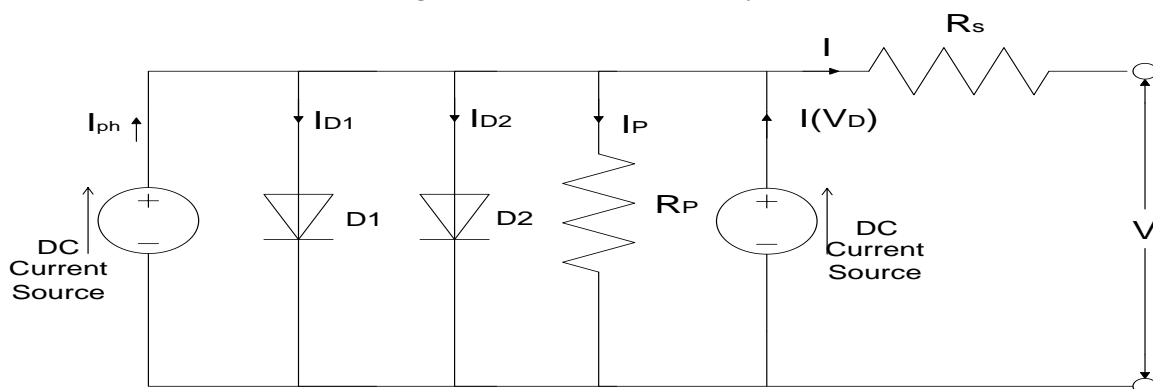 Rs
I
Iph
ID1
ID2
IP
I(VD)
+
−
D1
D2
RP
+
−
DC
Current
Source
DC
Current
Source
V